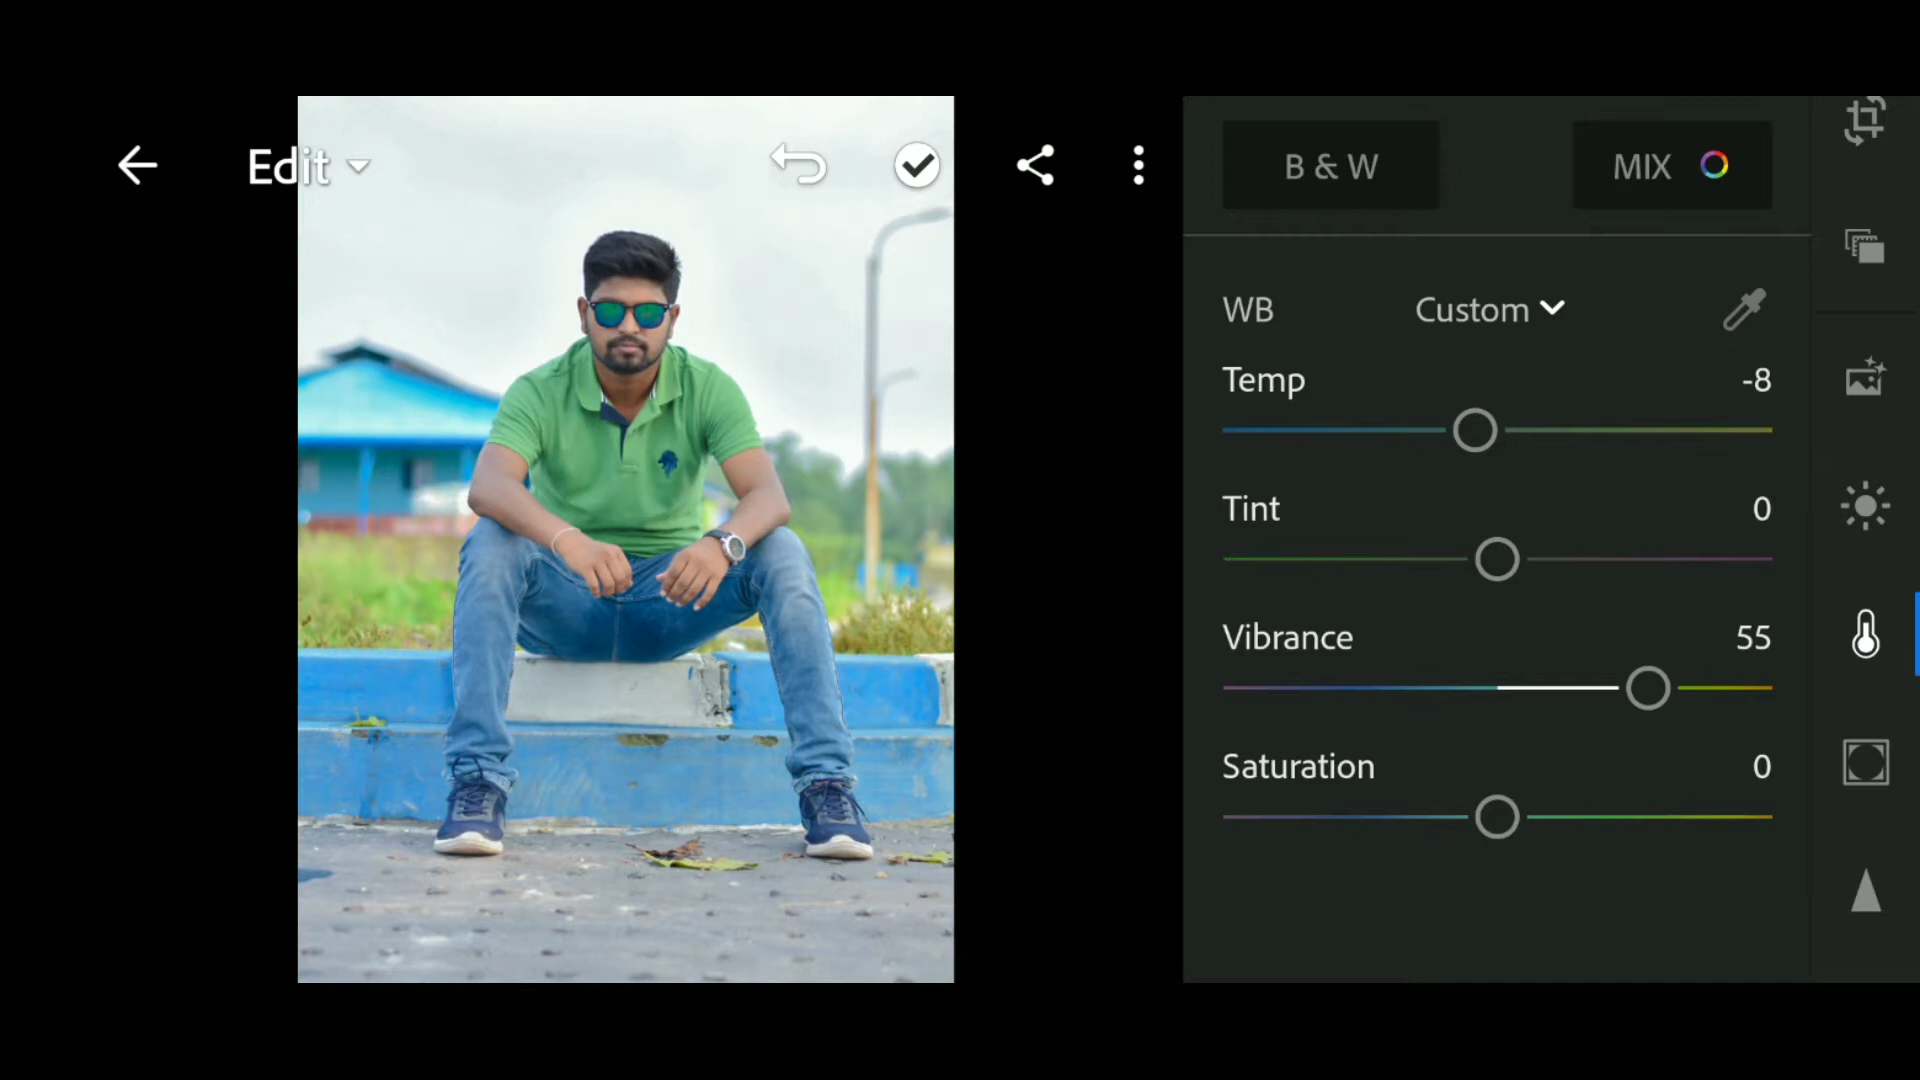 Edit
B & W
MIX
WB Custom
Temp -8
Tint 0
Vibrance 55
Saturation 0